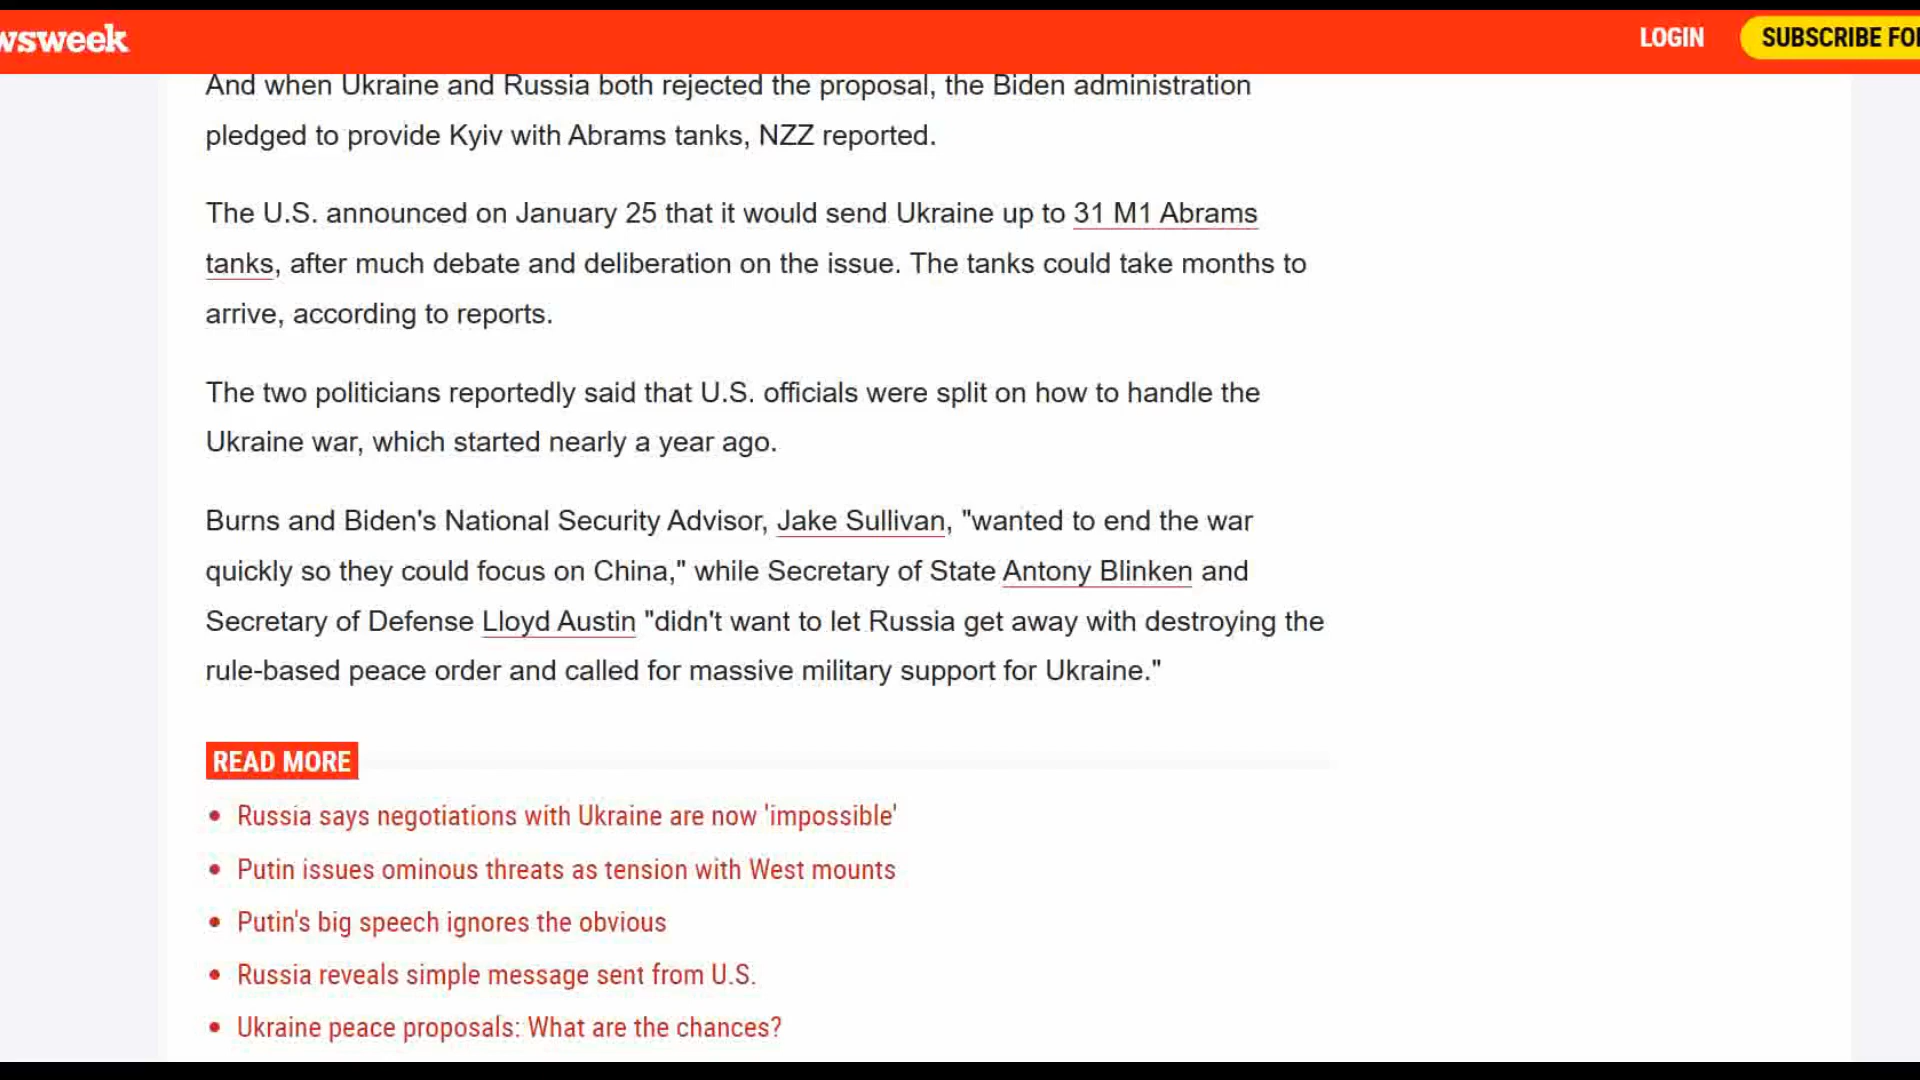 wsweek
LOGIN
SUBSCRIBE FO
And when Ukraine and Russia both rejected the proposal, the Biden administration
pledged to provide Kyiv with Abrams tanks, NZZ reported.
The U.S. announced on January 25 that it would send Ukraine up to 31 M1 Abrams
tanks, after much debate and deliberation on the issue. The tanks could take months to
arrive, according to reports.
The two politicians reportedly said that U.S. officials were split on how to handle the
Ukraine war, which started nearly a year ago.
Burns and Biden's National Security Advisor, Jake Sullivan, "wanted to end the war
quickly so they could focus on China," while Secretary of State Antony Blinken and
Secretary of Defense Lloyd Austin "didn't want to let Russia get away with destroying the
rule-based peace order and called for massive military support for Ukraine."
READ MORE
• Russia says negotiations with Ukraine are now 'impossible'
• Putin issues ominous threats as tension with West mounts
• Putin's big speech ignores the obvious
• Russia reveals simple message sent from U.S.
• Ukraine peace proposals: What are the chances?